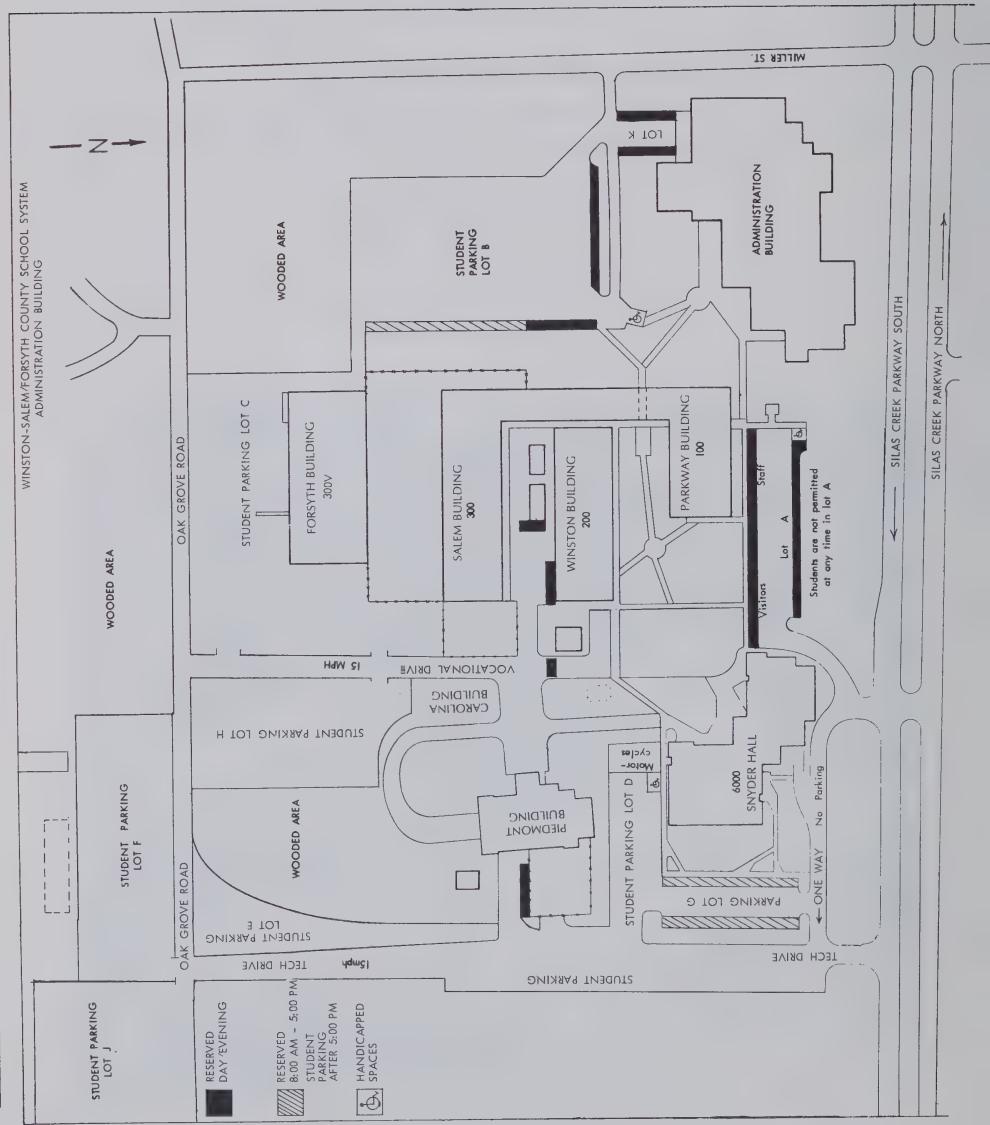 WINSTON-SALEM/FORSYTH COUNTY SCHOOL SYSTEM
ADMINISTRATION BUILDING
N
MILLER ST.
WOODED AREA
OAK GROVE ROAD
WOODED AREA
STUDENT PARKING LOT C
FORSYTH BUILDING
300V
STUDENT
PARKING
LOT B
LOT K
ADMINISTRATION
BUILDING
SALEM BUILDING
300
WINSTON BUILDING
200
PARKWAY BUILDING
100
Visitors
Staff
Lot A
Students are not permitted
at any time in lot A
SILAS CREEK PARKWAY SOUTH
SILAS CREEK PARKWAY NORTH
15 MPH
VOCATIONAL DRIVE
CAROLINA
BUILDING
STUDENT PARKING LOT H
STUDENT PARKING
LOT F
WOODED AREA
PIEDMONT
BUILDING
Motor-
cycles
STUDENT PARKING LOT D
6000
SNYDER HALL
PARKING LOT G
ONE WAY No Parking
OAK GROVE ROAD
STUDENT PARKING
LOT E
TECH DRIVE
15mph
STUDENT PARKING
TECH DRIVE
STUDENT PARKING
LOT J
RESERVED
DAY/EVENING
RESERVED
8:00 AM - 5:00 PM
STUDENT
PARKING
AFTER 5:00 PM
HANDICAPPED
SPACES